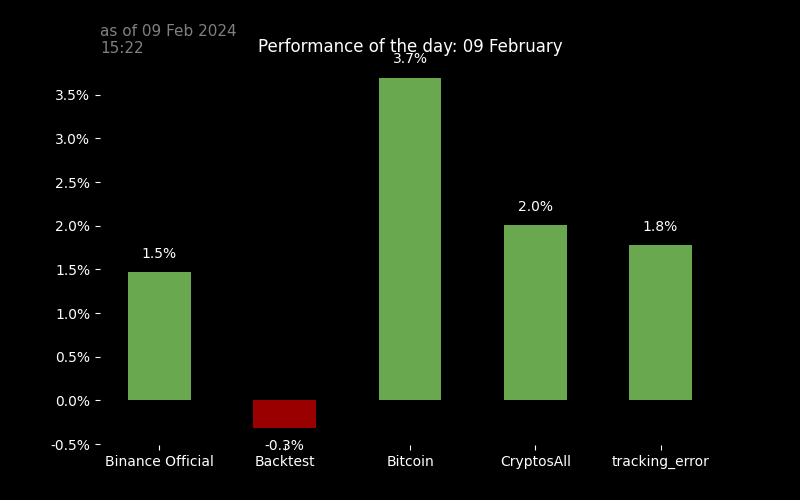 as of 09 Feb 2024
15:22
Performance of the day: 09 February
3.7%
3.5%
3.0%
2.5%
2.0%
2.0%
1.8%
1.5%
1.5%
1.0%
0.5%
0.0%
-0.5%
-0.3%
Binance Official
Backtest
Bitcoin
CryptosAll
tracking_error